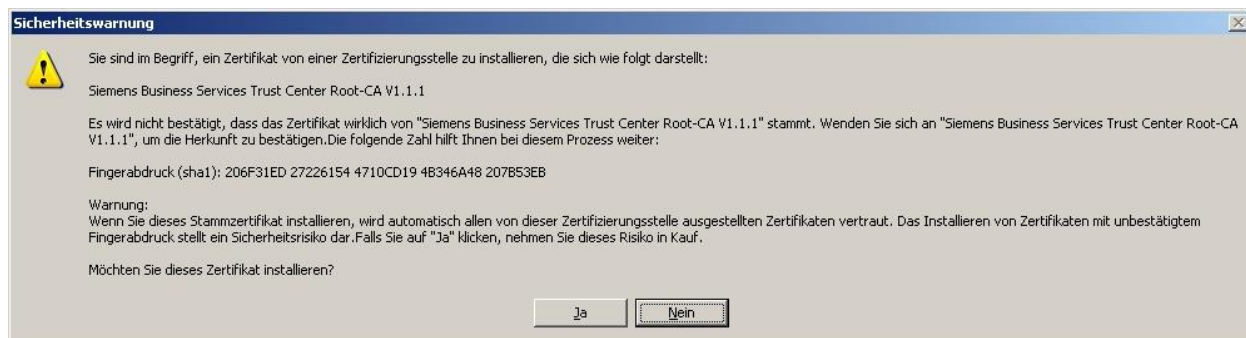 Sicherheitswarnung
Sie sind im Begriff, ein Zertifikat von einer Zertifizierungsstelle zu installieren, die sich wie folgt darstellt:
Siemens Business Services Trust Center Root-CA V1.1.1
Es wird nicht bestätigt, dass das Zertifikat wirklich von "Siemens Business Services Trust Center Root-CA V1.1.1" stammt. Wenden Sie sich an "Siemens Business Services Trust Center Root-CA
V1.1.1", um die Herkunft zu bestätigen.Die folgende Zahl hilft Ihnen bei diesem Prozess weiter:
Fingerabdruck (sha1): 206F31ED 27226154 4710CD19 4B346A48 207B53EB
Warnung:
Wenn Sie dieses Stammzertifikat installieren, wird automatisch allen von dieser Zertifizierungsstelle ausgestellten Zertifikaten vertraut. Das Installieren von Zertifikaten mit unbestätigtem
Fingerabdruck stellt ein Sicherheitsrisiko dar.Falls Sie auf "Ja" klicken, nehmen Sie dieses Risiko in Kauf.
Möchten Sie dieses Zertifikat installieren?
Ja
Nein